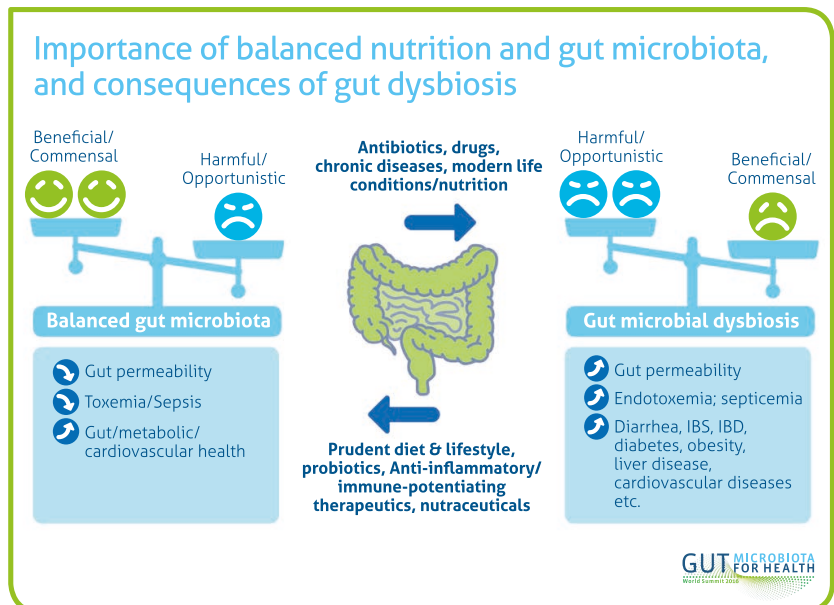 Importance of balanced nutrition and gut microbiota,
and consequences of gut dysbiosis
Beneficial/
Commensal
Harmful/
Opportunistic
Balanced gut microbiota
Gut permeability
Toxemia/Sepsis
Gut/metabolic/
cardiovascular health
Antibiotics, drugs,
chronic diseases, modern life
conditions/nutrition
Prudent diet & lifestyle,
probiotics, Anti-inflammatory/
immune-potentiating
therapeutics, nutraceuticals
Harmful/
Opportunistic
Beneficial/
Commensal
Gut microbial dysbiosis
Gut permeability
Endotoxemia; septicemia
Diarrhea, IBS, IBD,
diabetes, obesity,
liver disease,
cardiovascular diseases
etc.
GUT MICROBIOTA
FOR HEALTH
World Summit 2018